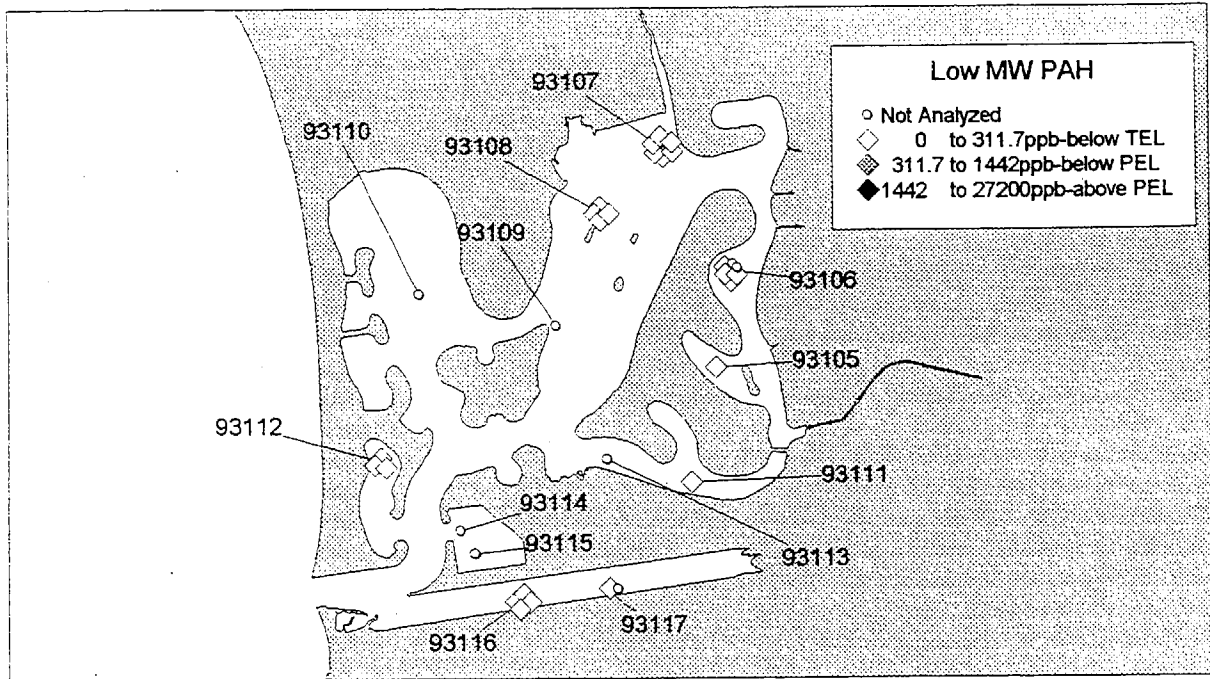 Low MW PAH
Not Analyzed
0 to 311.7ppb-below TEL
311.7 to 1442ppb-below PEL
1442 to 27200ppb-above PEL
93107
93110
93108
93109
93106
93105
93112
93111
93114
93115
93113
93117
93116